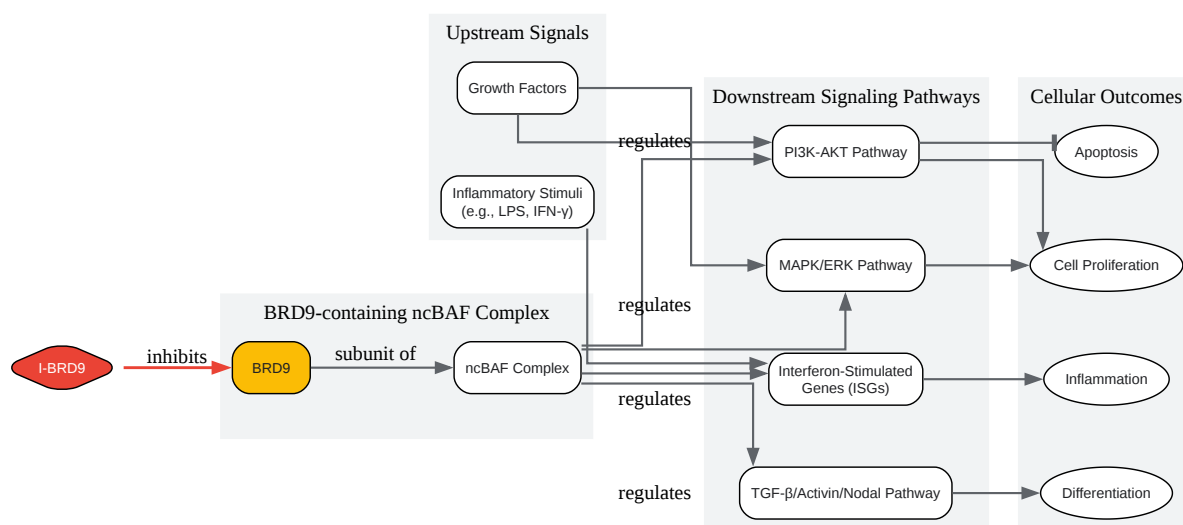 Upstream Signals
Growth Factors
Inflammatory Stimuli
(e.g., LPS, IFN-γ)
Downstream Signaling Pathways
Cellular Outcomes
regulates
PI3K-AKT Pathway
Apoptosis
MAPK/ERK Pathway
Cell Proliferation
regulates
BRD9-containing ncBAF Complex
I-BRD9
inhibits
BRD9
subunit of
ncBAF Complex
Interferon-Stimulated
Genes (ISGs)
Inflammation
regulates
regulates
TGF-β/Activin/Nodal Pathway
Differentiation